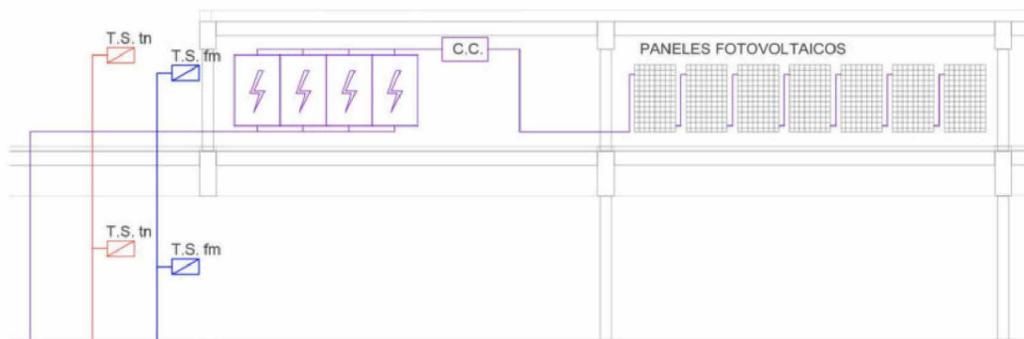 T.S. tn
T.S. fm
C.C.
PANELES FOTOVOLTAICOS
T.S. tn
T.S. fm